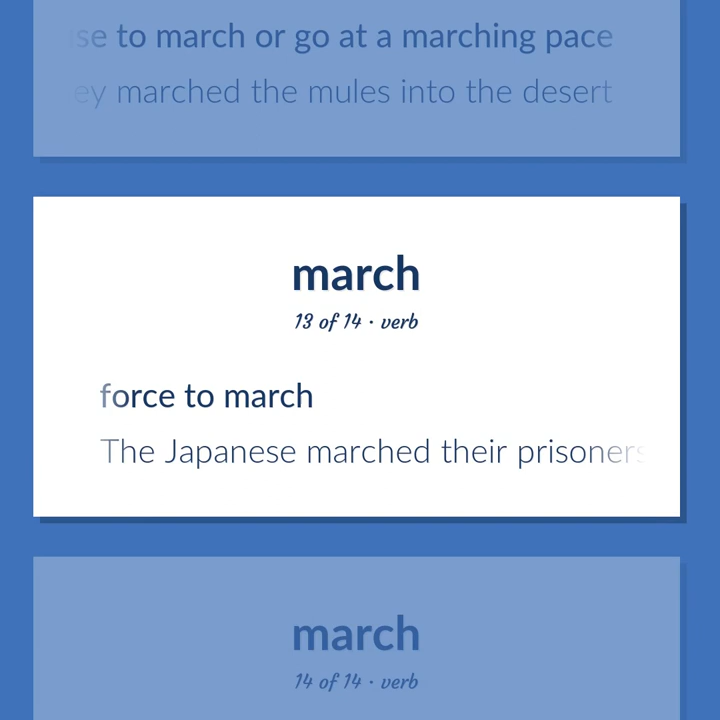 to march or go at a marching pace
marched the mules into the desert
march
13 of 14 · verb
force to march
The Japanese marched their prisoners
march
14 of 14 · verb